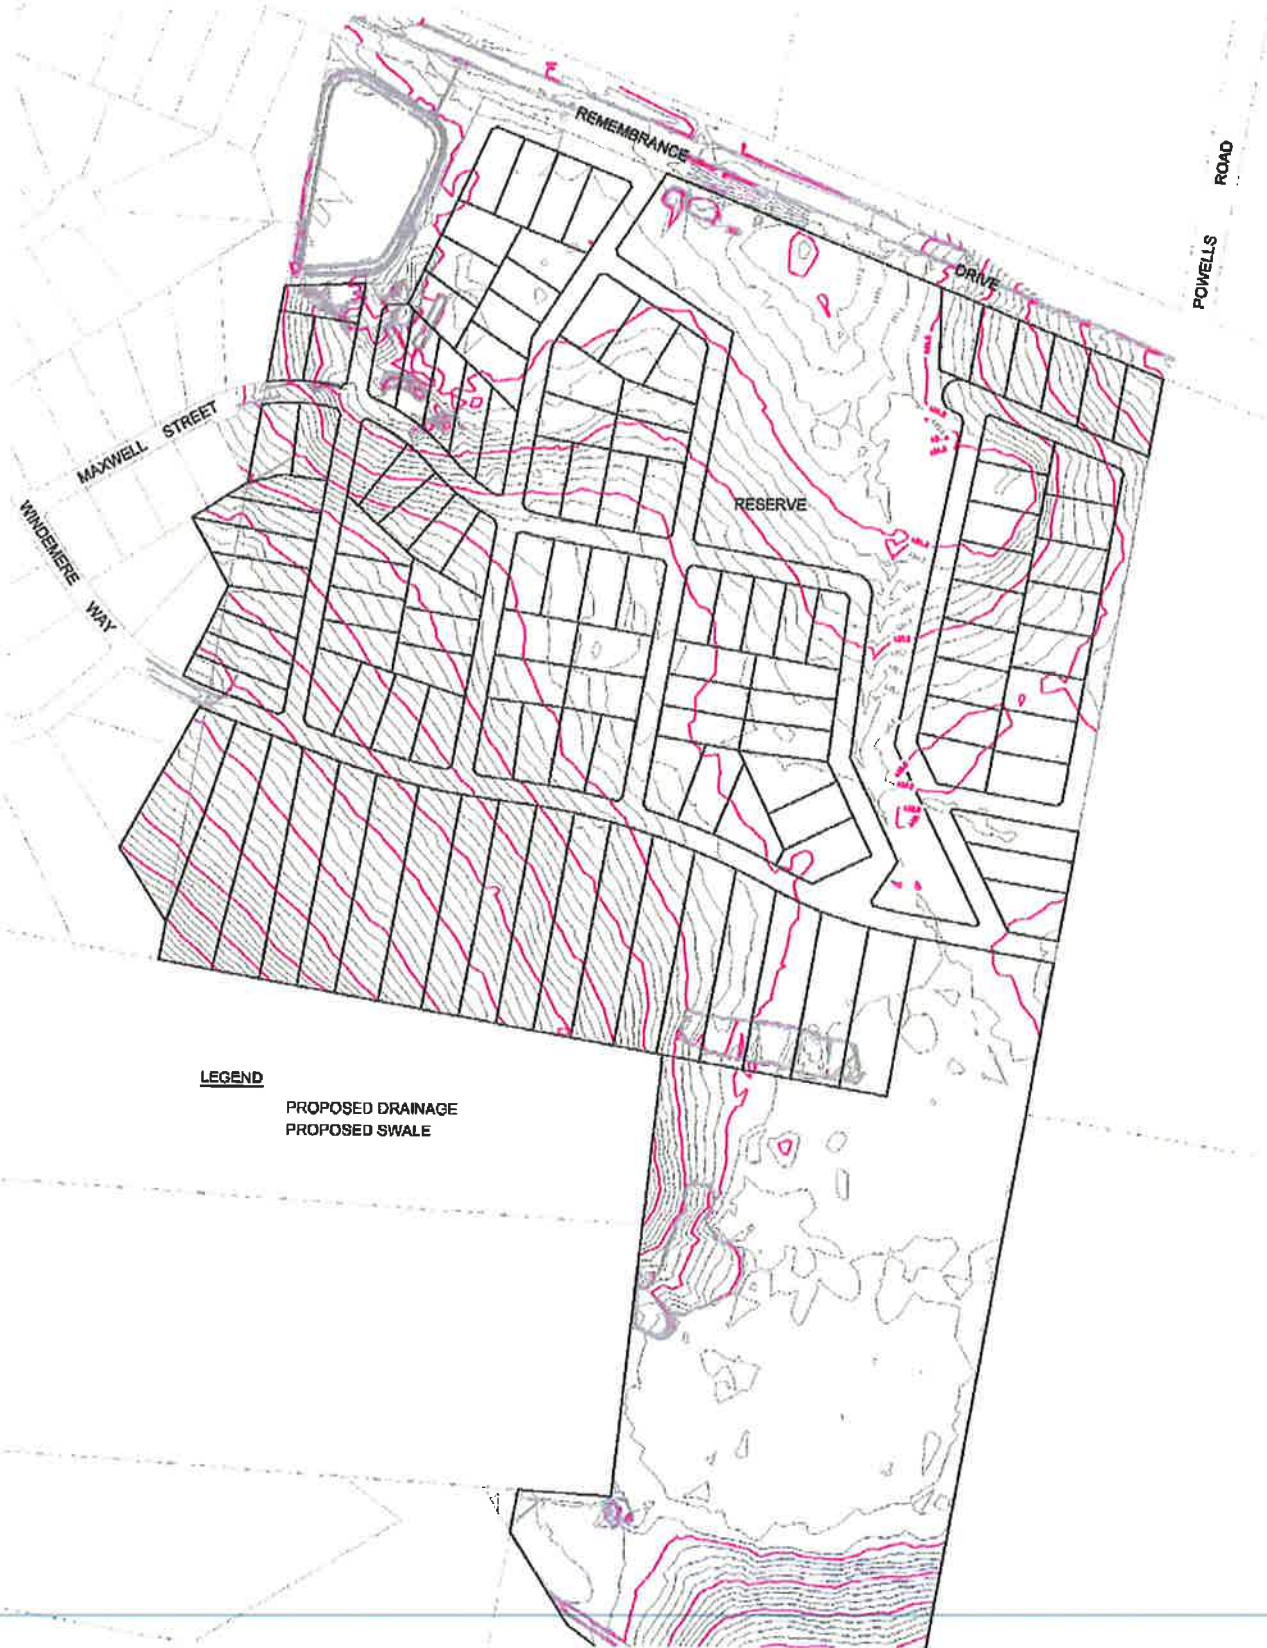 REMEMBRANCE
DRIVE
POWELLS ROAD
MAXWELL STREET
WINDEMERE WAY
RESERVE
LEGEND
PROPOSED DRAINAGE
PROPOSED SWALE